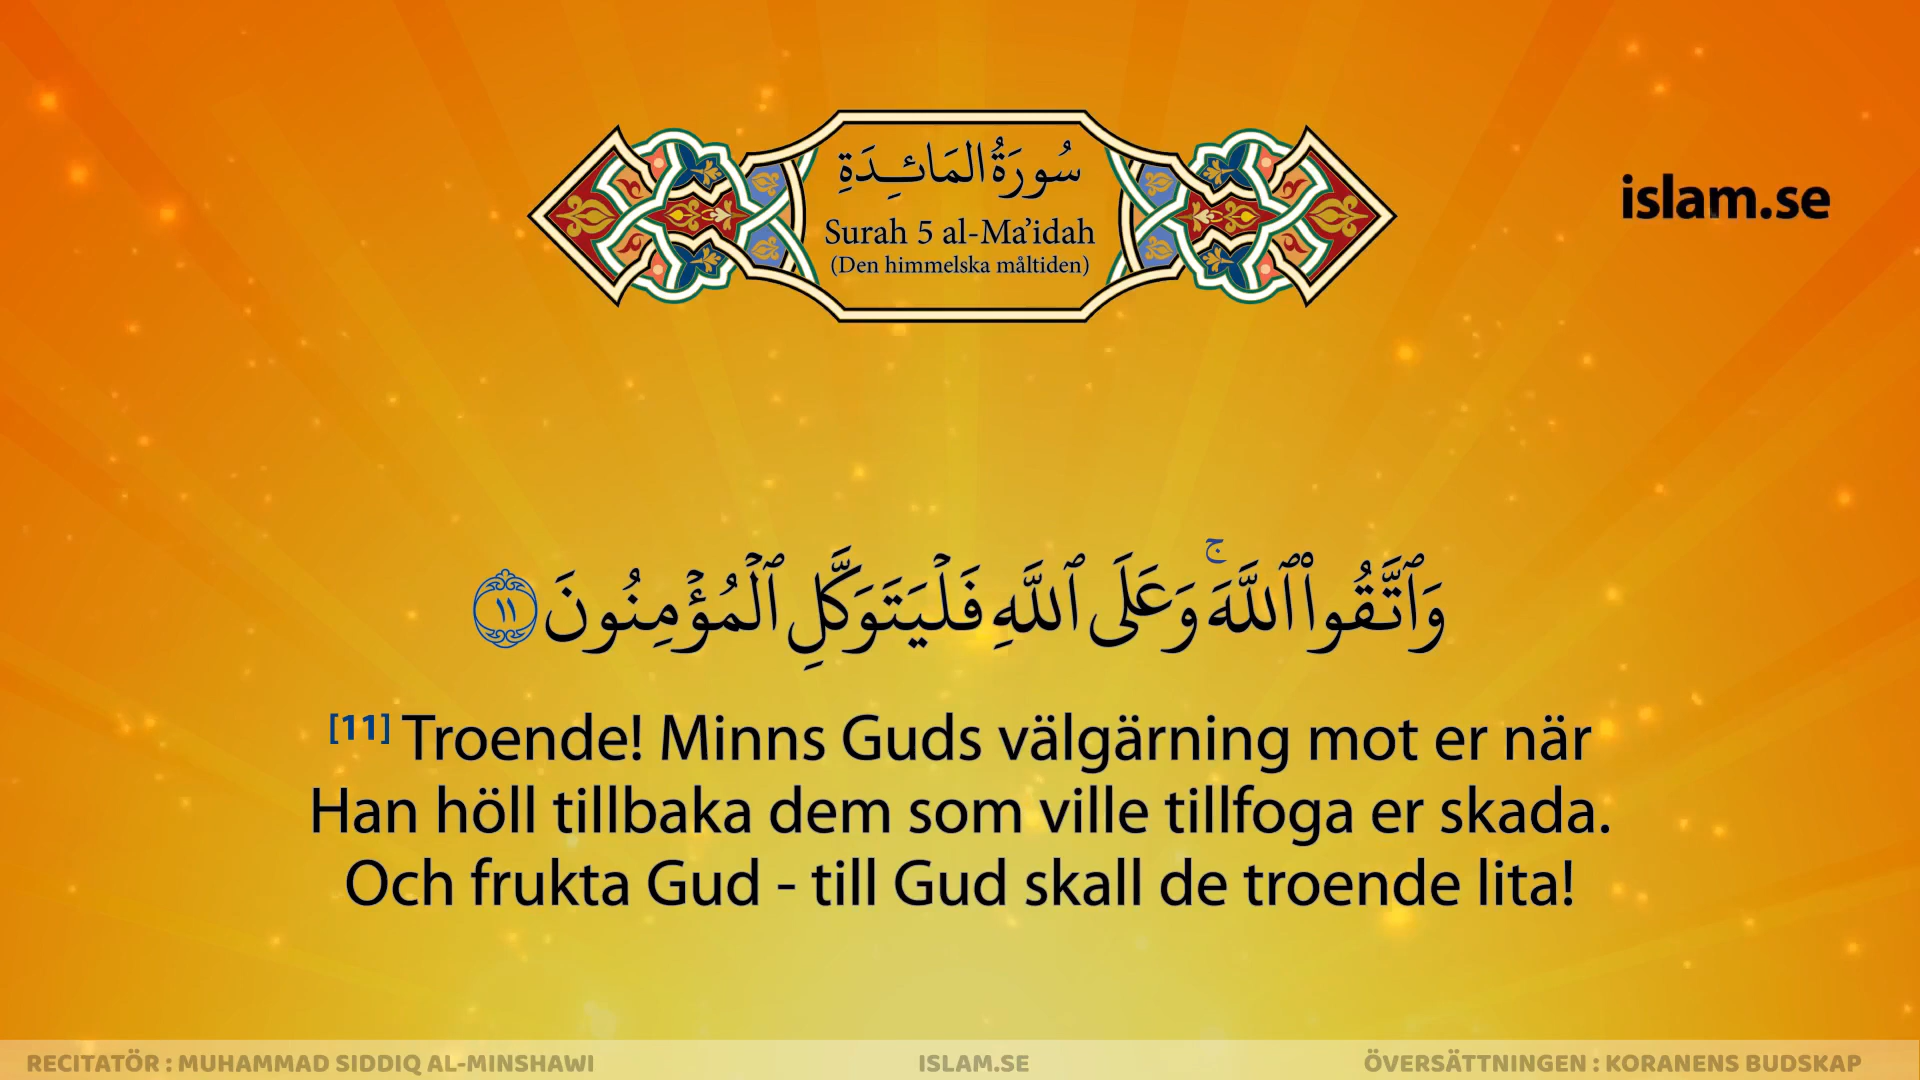 سُورَةُ المَائِدَةِ
Surah 5 al-Ma’idah
(Den himmelska måltiden)
islam.se
وَٱتَّقُوا۟ ٱللَّهَ ۚ وَعَلَى ٱللَّهِ فَلْيَتَوَكَّلِ ٱلْمُؤْمِنُونَ ١١
[11] Troende! Minns Guds välgärning mot er när
Han höll tillbaka dem som ville tillfoga er skada.
Och frukta Gud - till Gud skall de troende lita!
RECITATÖR : MUHAMMAD SIDDIQ AL-MINSHAWI
ISLAM.SE
ÖVERSÄTTNINGEN : KORANENS BUDSKAP